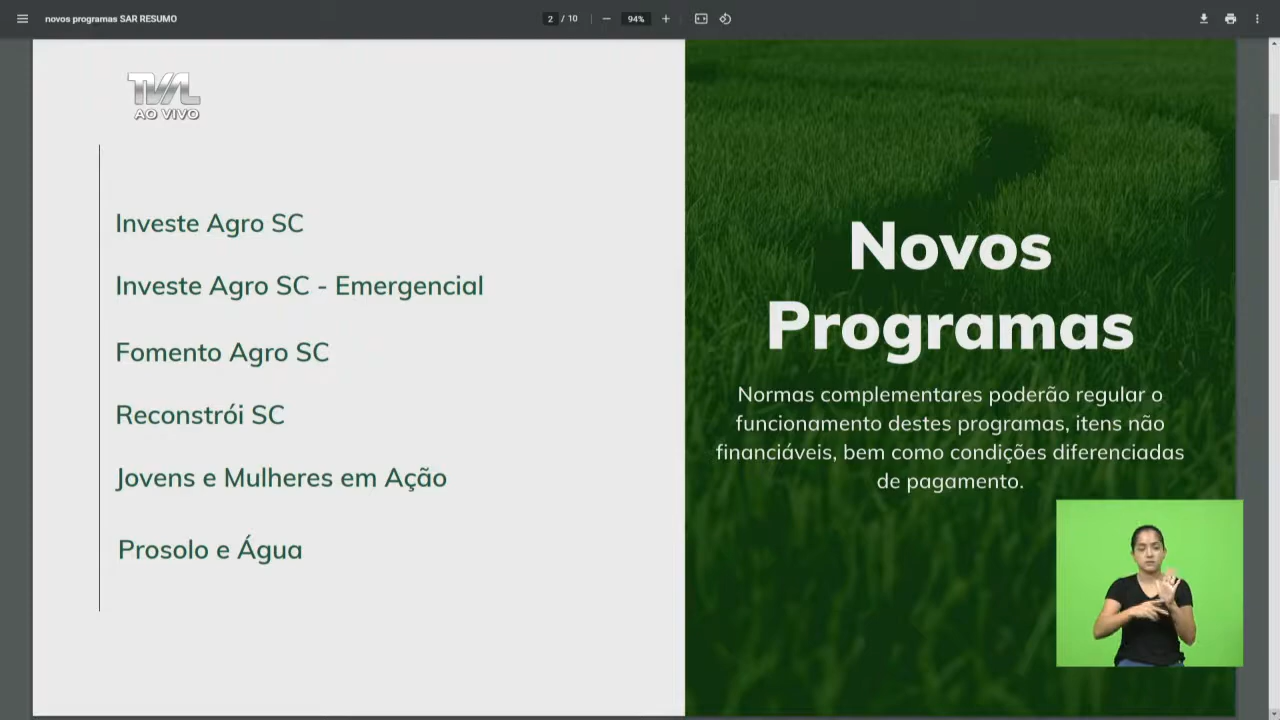 novos programas SAR RESUMO
2 / 10
94%
TVAL
AO VIVO
Investe Agro SC
Investe Agro SC - Emergencial
Fomento Agro SC
Reconstrói SC
Jovens e Mulheres em Ação
Prosolo e Água
Novos
Programas
Normas complementares poderão regular o
funcionamento destes programas, itens não
financiáveis, bem como condições diferenciadas
de pagamento.